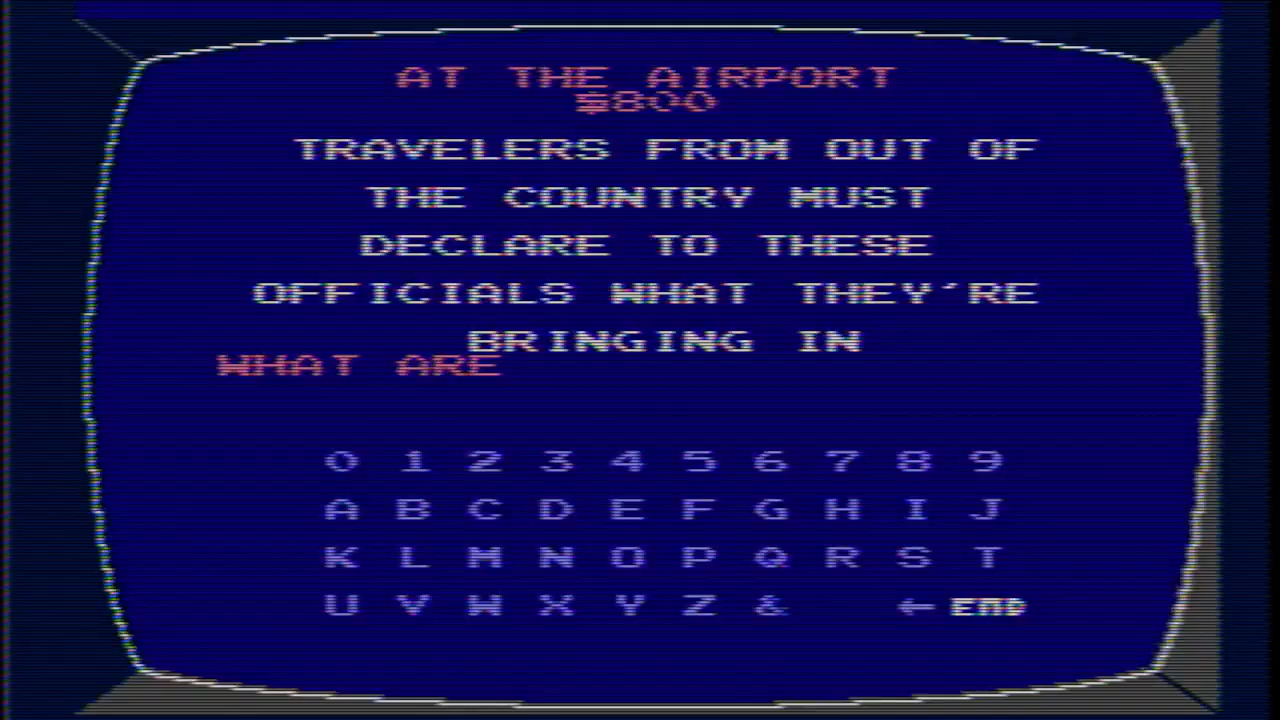 AT THE AIRPORT
$800
TRAVELERS FROM OUT OF
THE COUNTRY MUST
DECLARE TO THESE
OFFICIALS WHAT THEY'RE
BRINGING IN
WHAT ARE
0 1 2 3 4 5 6 7 8 9
A B C D E F G H I J
K L M N O P Q R S T
U V W X Y Z & ← END